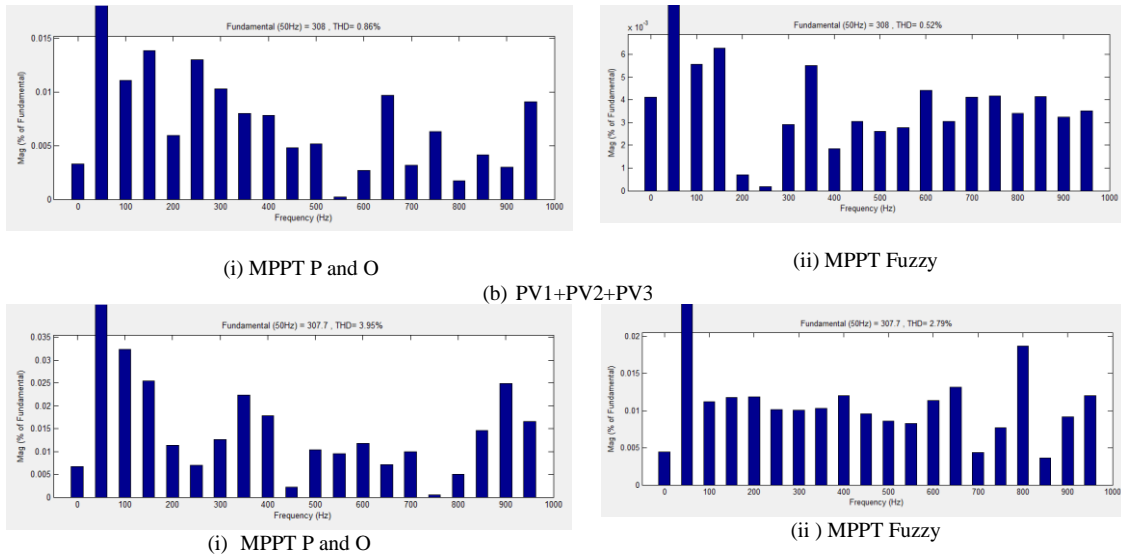 Fundamental (50Hz) = 308 , THD= 0.86%
0.015
0.01
0.005
0
Mag (% of Fundamental)
0 100 200 300 400 500 600 700 800 900 1000
Frequency (Hz)
(i) MPPT P and O
x 10⁻³
Fundamental (50Hz) = 308 , THD= 0.52%
6
5
4
3
2
1
0
Mag (% of Fundamental)
0 100 200 300 400 500 600 700 800 900 1000
Frequency (Hz)
(ii) MPPT Fuzzy
(b) PV1+PV2+PV3
Fundamental (50Hz) = 307.7 , THD= 3.95%
0.035
0.03
0.025
0.02
0.015
0.01
0.005
0
Mag (% of Fundamental)
0 100 200 300 400 500 600 700 800 900 1000
Frequency (Hz)
(i) MPPT P and O
Fundamental (50Hz) = 307.7 , THD= 2.79%
0.02
0.015
0.01
0.005
0
Mag (% of Fundamental)
0 100 200 300 400 500 600 700 800 900 1000
Frequency (Hz)
(ii ) MPPT Fuzzy